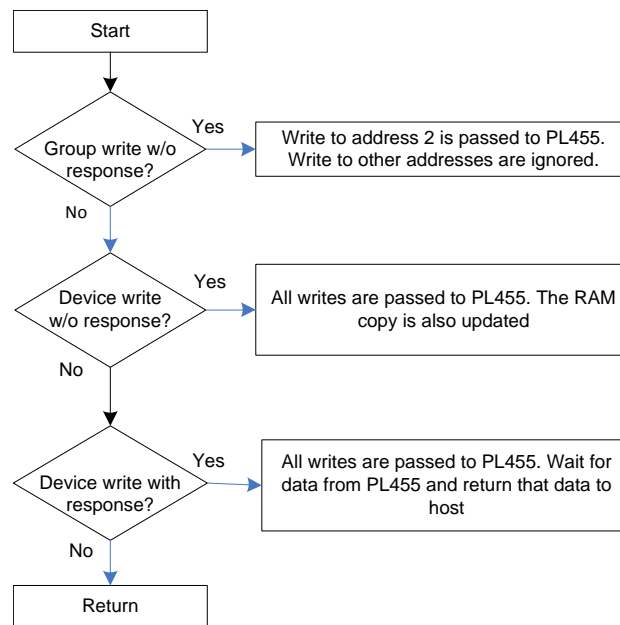 Start
Group write w/o
response?
Yes
Write to address 2 is passed to PL455.
Write to other addresses are ignored.
No
Device write
w/o response?
Yes
All writes are passed to PL455. The RAM
copy is also updated
No
Device write with
response?
Yes
All writes are passed to PL455. Wait for
data from PL455 and return that data to
host
No
Return